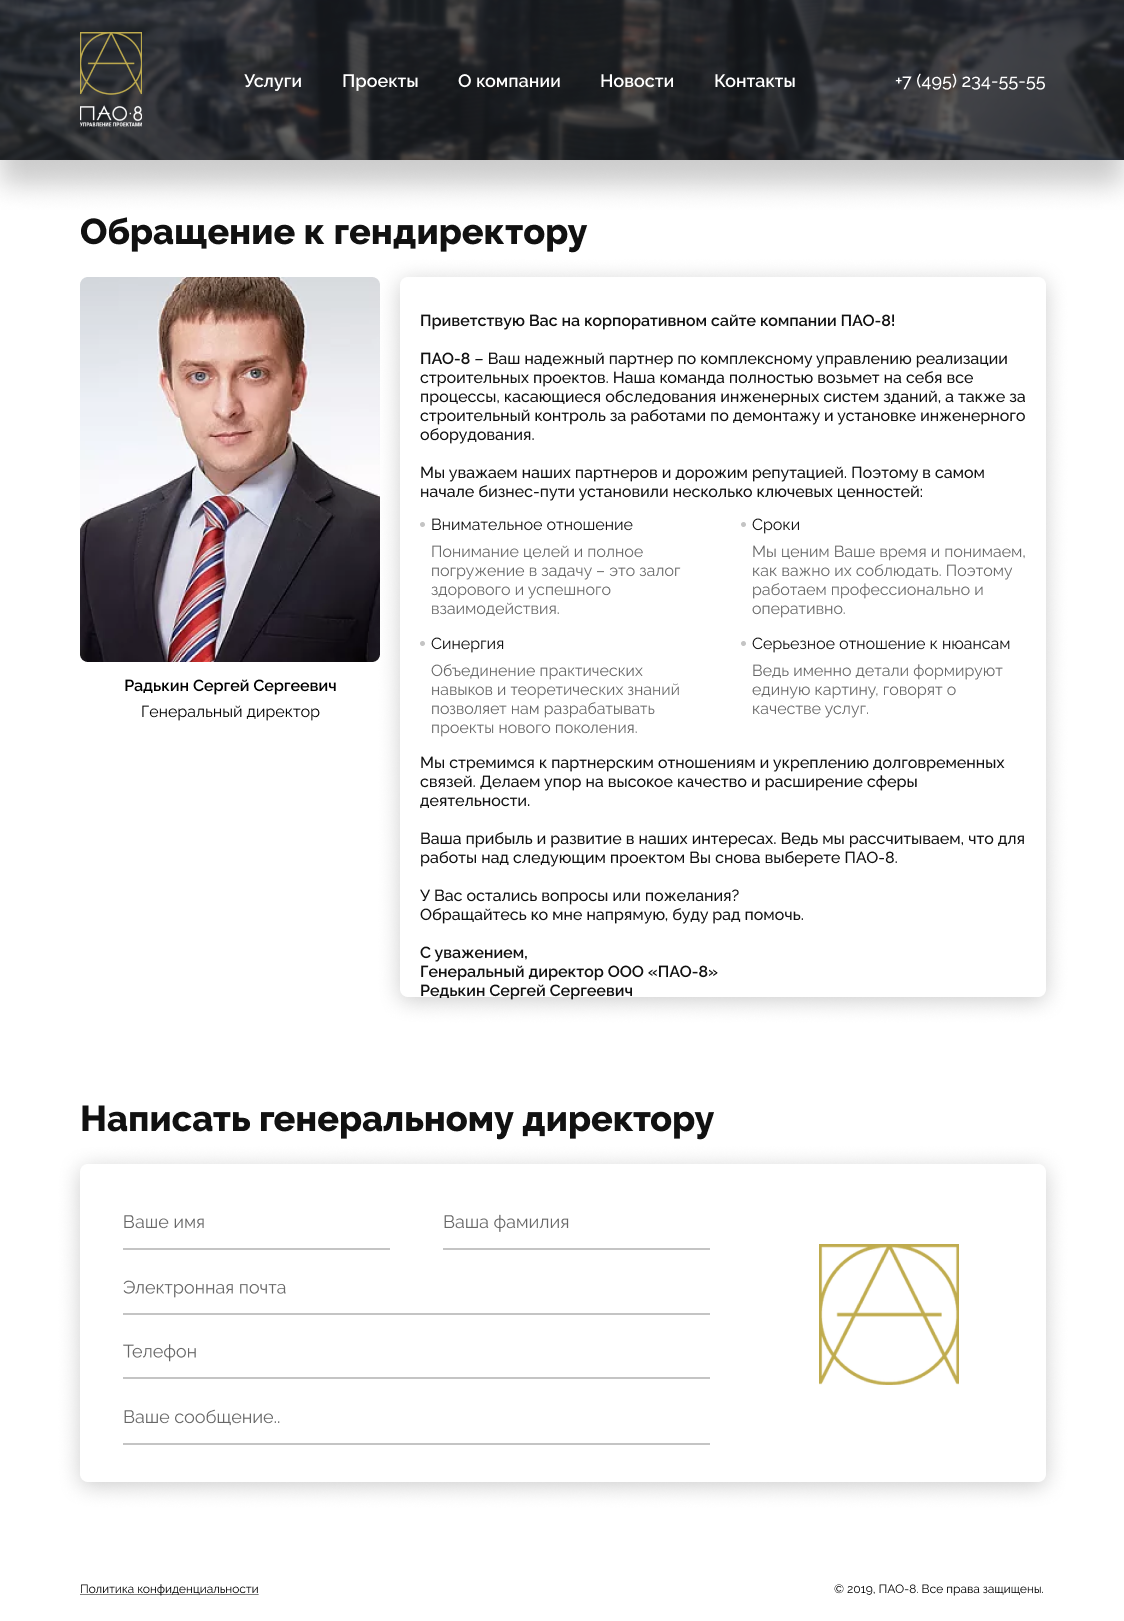 ПАО·8
УПРАВЛЕНИЕ ПРОЕКТАМИ
Услуги Проекты О компании Новости Контакты +7 (495) 234-55-55
Обращение к гендиректору
Радькин Сергей Сергеевич
Генеральный директор
Приветствую Вас на корпоративном сайте компании ПАО-8!
ПАО-8 – Ваш надежный партнер по комплексному управлению реализации
строительных проектов. Наша команда полностью возьмет на себя все
процессы, касающиеся обследования инженерных систем зданий, а также за
строительный контроль за работами по демонтажу и установке инженерного
оборудования.
Мы уважаем наших партнеров и дорожим репутацией. Поэтому в самом
начале бизнес-пути установили несколько ключевых ценностей:
Внимательное отношение
Понимание целей и полное
погружение в задачу – это залог
здорового и успешного
взаимодействия.
Сроки
Мы ценим Ваше время и понимаем,
как важно их соблюдать. Поэтому
работаем профессионально и
оперативно.
Синергия
Объединение практических
навыков и теоретических знаний
позволяет нам разрабатывать
проекты нового поколения.
Серьезное отношение к нюансам
Ведь именно детали формируют
единую картину, говорят о
качестве услуг.
Мы стремимся к партнерским отношениям и укреплению долговременных
связей. Делаем упор на высокое качество и расширение сферы
деятельности.
Ваша прибыль и развитие в наших интересах. Ведь мы рассчитываем, что для
работы над следующим проектом Вы снова выберете ПАО-8.
У Вас остались вопросы или пожелания?
Обращайтесь ко мне напрямую, буду рад помочь.
С уважением,
Генеральный директор ООО «ПАО-8»
Редькин Сергей Сергеевич
Написать генеральному директору
Ваше имя Ваша фамилия
Электронная почта
Телефон
Ваше сообщение..
Политика конфиденциальности © 2019, ПАО-8. Все права защищены.